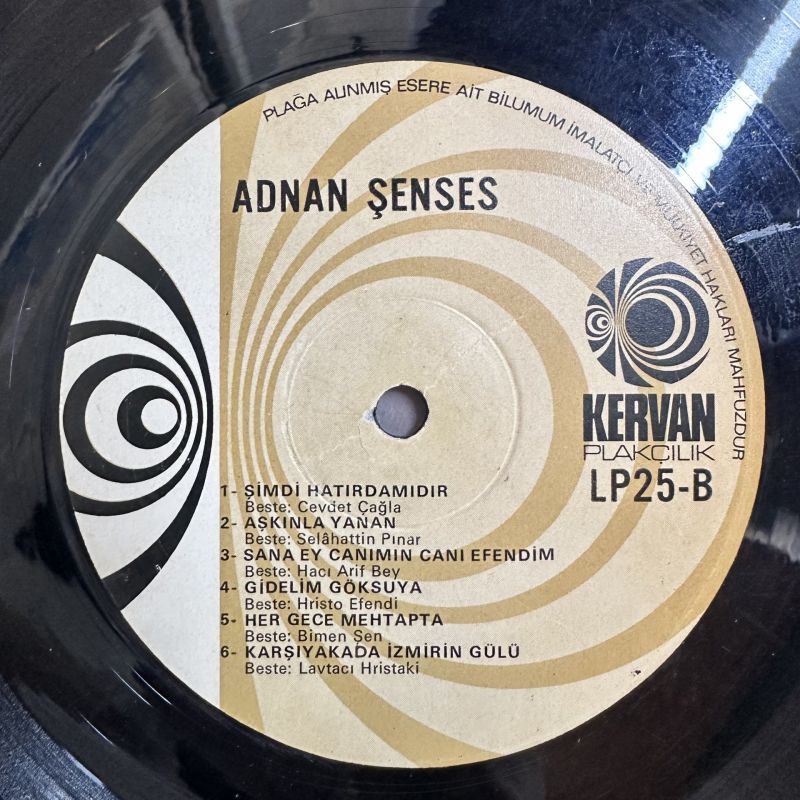 PLAĞA ALINMIŞ ESERE AİT BİLUMUM İMALATCI VE MÜLKİYET HAKLARI MAHFUZDUR
ADNAN ŞENSES
KERVAN
PLAKÇILIK
LP25-B
1- ŞİMDİ HATIRDAMIDIR
Beste: Cevdet Çağla
2- AŞKINLA YANAN
Beste: Selâhattin Pınar
3- SANA EY CANIMIN CANI EFENDİM
Beste: Hacı Arif Bey
4- GİDELİM GÖKSUYA
Beste: Hristo Efendi
5- HER GECE MEHTAPTA
Beste: Bimen Şen
6- KARŞIYAKADA İZMİRİN GÜLÜ
Beste: Lavtacı Hristaki